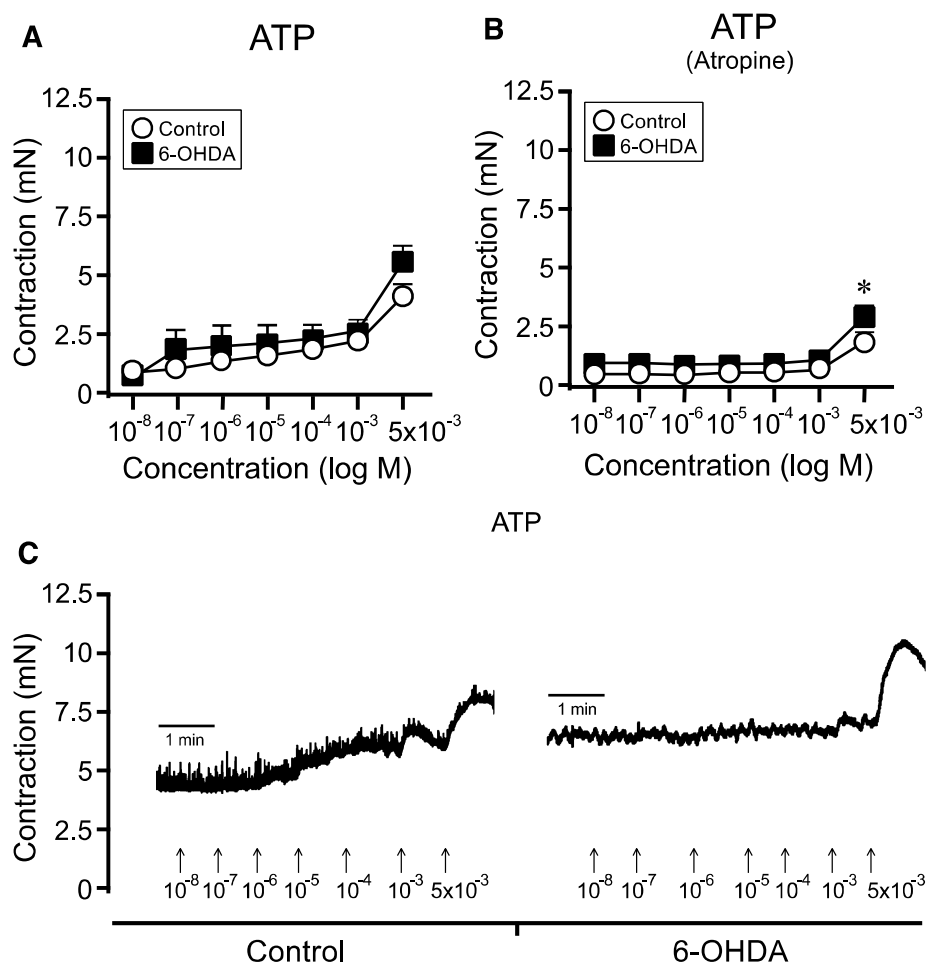 A
ATP
12.5
10
7.5
5
2.5
0
Contraction (mN)
Control
6-OHDA
10⁻⁸ 10⁻⁷ 10⁻⁶ 10⁻⁵ 10⁻⁴ 10⁻³ 5x10⁻³
Concentration (log M)
B
ATP
(Atropine)
12.5
10
7.5
5
2.5
0
Contraction (mN)
Control
6-OHDA
*
10⁻⁸ 10⁻⁷ 10⁻⁶ 10⁻⁵ 10⁻⁴ 10⁻³ 5x10⁻³
Concentration (log M)
ATP
C
12.5
10
7.5
5
2.5
0
Contraction (mN)
1 min
1 min
10⁻⁸ 10⁻⁷ 10⁻⁶ 10⁻⁵ 10⁻⁴ 10⁻³ 5x10⁻³
10⁻⁸ 10⁻⁷ 10⁻⁶ 10⁻⁵ 10⁻⁴ 10⁻³ 5x10⁻³
Control
6-OHDA